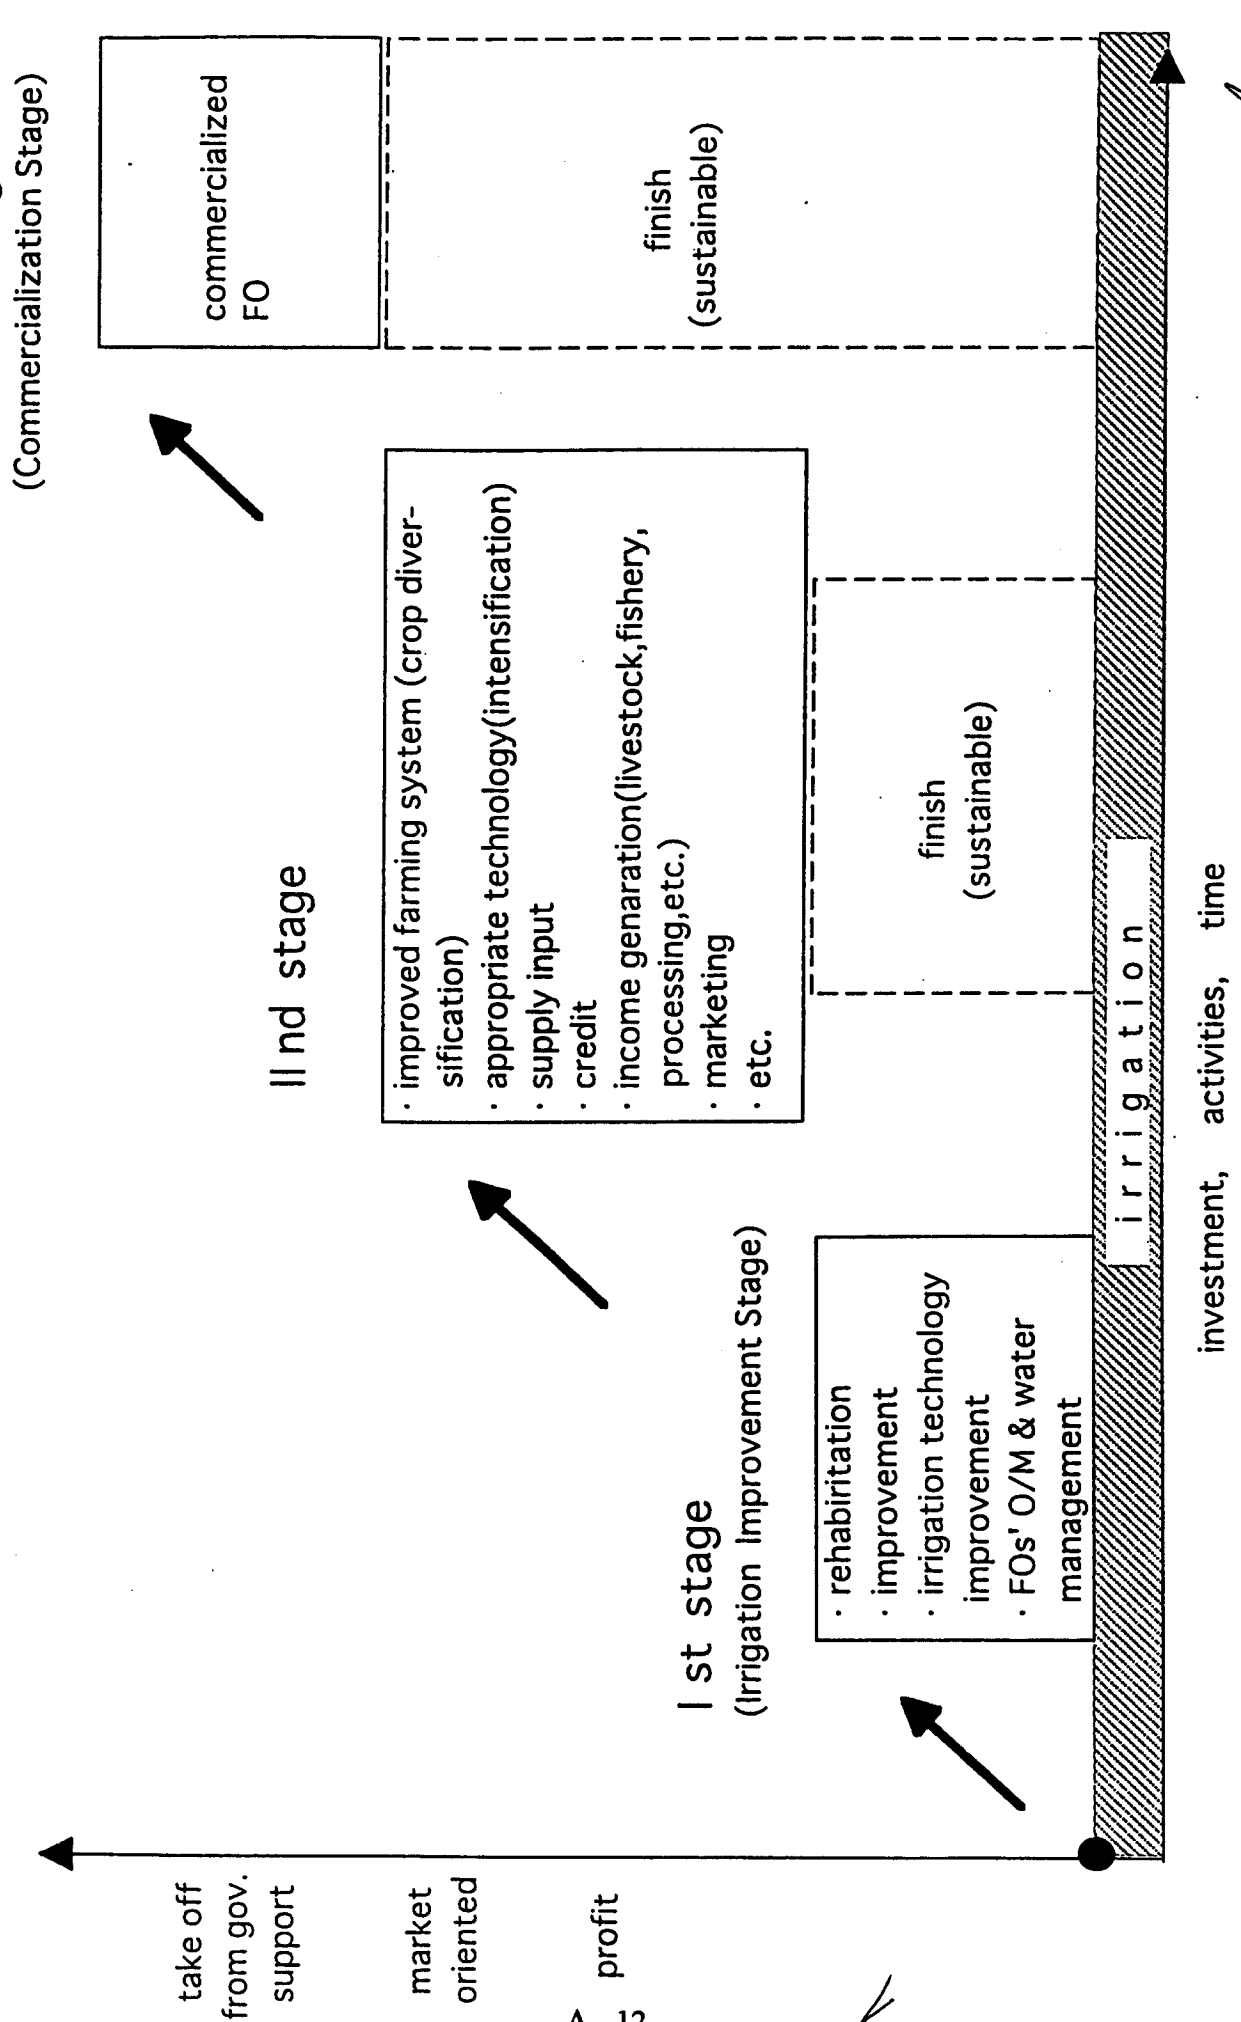 (Commercialization Stage)
commercialized
FO
finish
(sustainable)
II nd stage
· improved farming system (crop diver-
sification)
· appropriate technology(intensification)
· supply input
· credit
· income genaration(livestock,fishery,
processing,etc.)
· marketing
· etc.
finish
(sustainable)
I st stage
(Irrigation Improvement Stage)
· rehabiritation
· improvement
· irrigation technology
improvement
· FOs' O/M & water
management
take off
from gov.
support
market
oriented
profit
irrigation
investment, activities, time